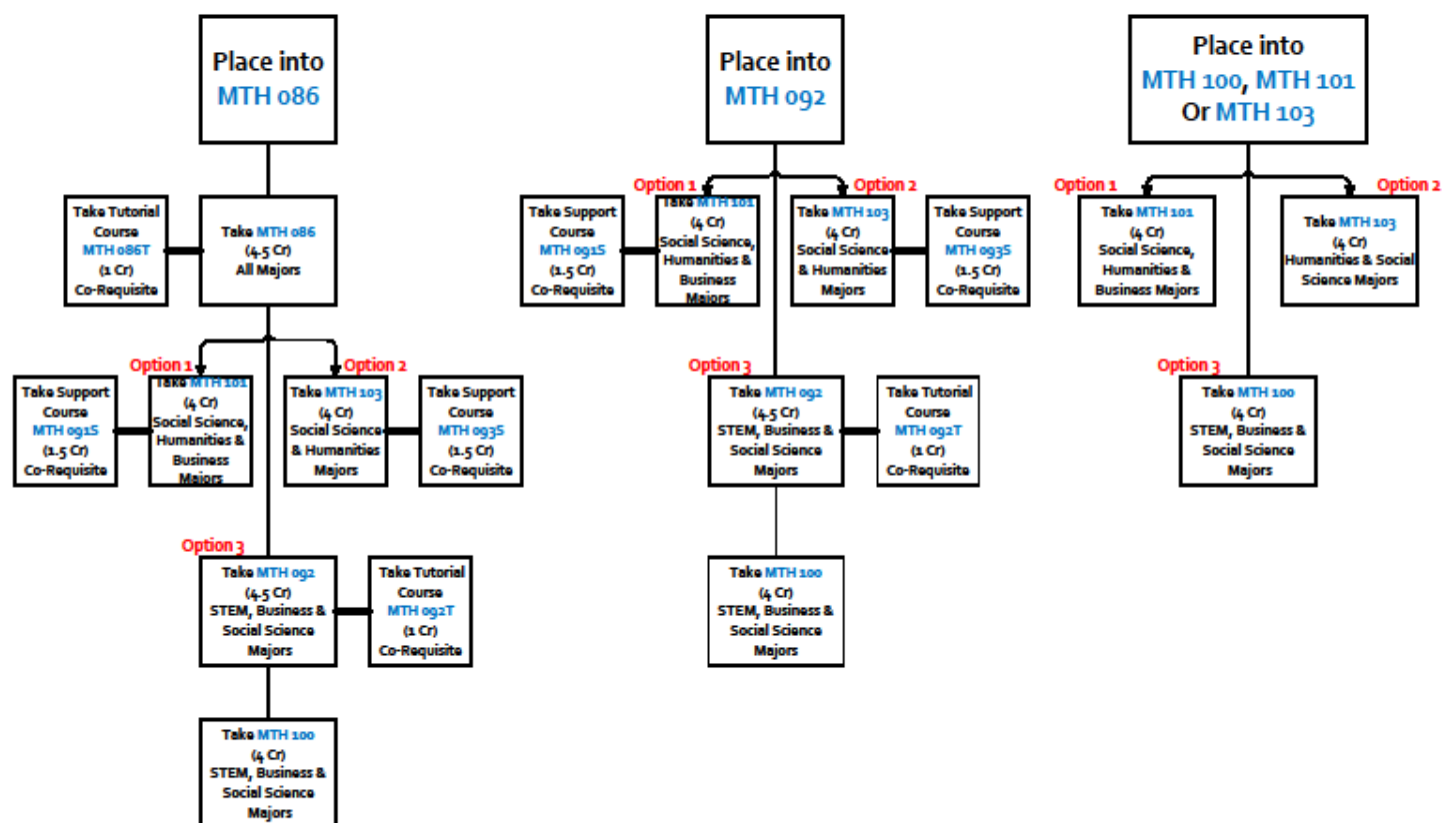 Place into
MTH 086
Take Tutorial
Course
MTH 086T
(1 Cr)
Co-Requisite
Take MTH 086
(4.5 Cr)
All Majors
Option 1
Option 2
Take Support
Course
MTH 091S
(1.5 Cr)
Co-Requisite
Take MTH 101
(4 Cr)
Social Science,
Humanities &
Business
Majors
Take MTH 103
(4 Cr)
Social Science
& Humanities
Majors
Take Support
Course
MTH 093S
(1.5 Cr)
Co-Requisite
Option 3
Take MTH 092
(4.5 Cr)
STEM, Business &
Social Science
Majors
Take Tutorial
Course
MTH 092T
(1 Cr)
Co-Requisite
Take MTH 100
(4 Cr)
STEM, Business &
Social Science
Majors
Place into
MTH 092
Option 1
Option 2
Take Support
Course
MTH 091S
(1.5 Cr)
Co-Requisite
Take MTH 101
(4 Cr)
Social Science,
Humanities &
Business
Majors
Take MTH 103
(4 Cr)
Social Science
& Humanities
Majors
Take Support
Course
MTH 093S
(1.5 Cr)
Co-Requisite
Option 3
Take MTH 092
(4.5 Cr)
STEM, Business &
Social Science
Majors
Take Tutorial
Course
MTH 092T
(1 Cr)
Co-Requisite
Take MTH 100
(4 Cr)
STEM, Business &
Social Science
Majors
Place into
MTH 100, MTH 101
Or MTH 103
Option 1
Option 2
Take MTH 101
(4 Cr)
Social Science,
Humanities &
Business Majors
Take MTH 103
(4 Cr)
Humanities & Social
Science Majors
Option 3
Take MTH 100
(4 Cr)
STEM, Business &
Social Science
Majors